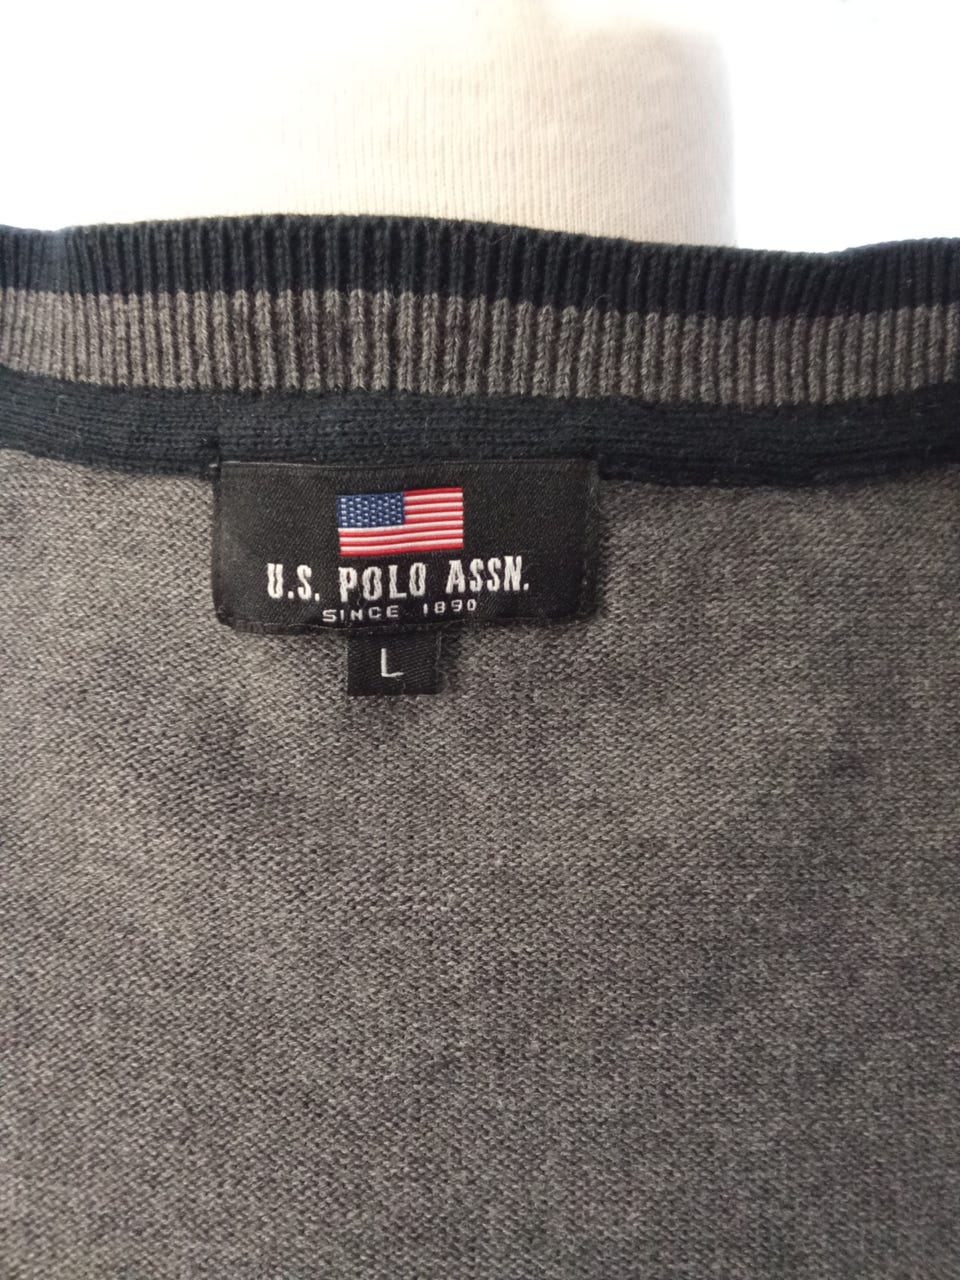 U.S. POLO ASSN.
SINCE 1890
L